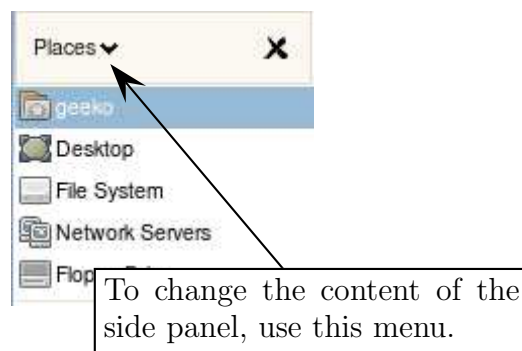 Places
geeko
Desktop
File System
Network Servers
To change the content of the
side panel, use this menu.